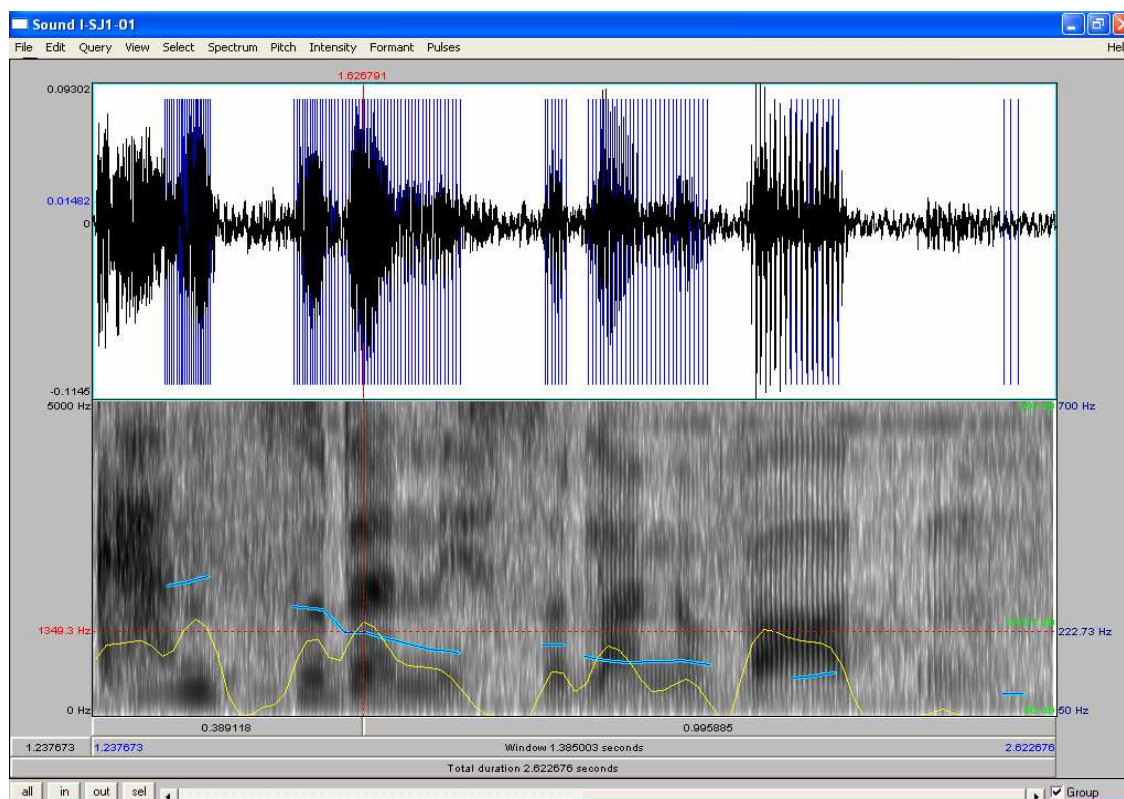 Sound I-SJ1-01
File Edit Query View Select Spectrum Pitch Intensity Formant Pulses Hel
1.626791
0.09302
0.01482
0
-0.1145
5000 Hz 700 Hz
1349.3 Hz 222.73 Hz
0 Hz 50 Hz
0.389118 0.995885
1.237673 1.237673 Window 1.385003 seconds 2.622676
Total duration 2.622676 seconds
all in out sel Group